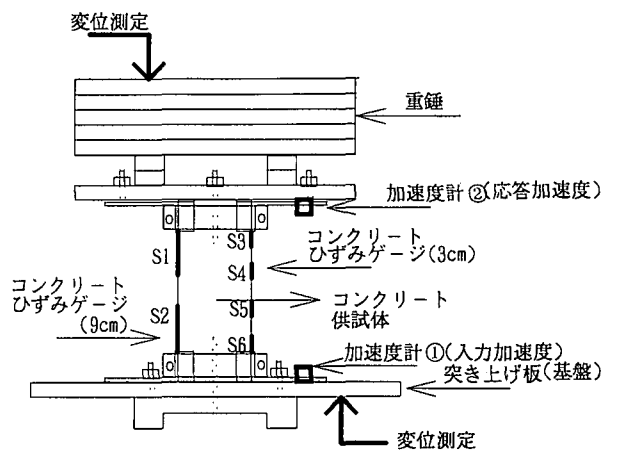 変位測定
重錘
加速度計②(応答加速度)
コンクリート
ひずみゲージ(3cm)
S1
S3
S4
コンクリート
ひずみゲージ
(9cm)
S2
S5
S6
コンクリート
供試体
加速度計①(入力加速度)
突き上げ板(基盤)
変位測定